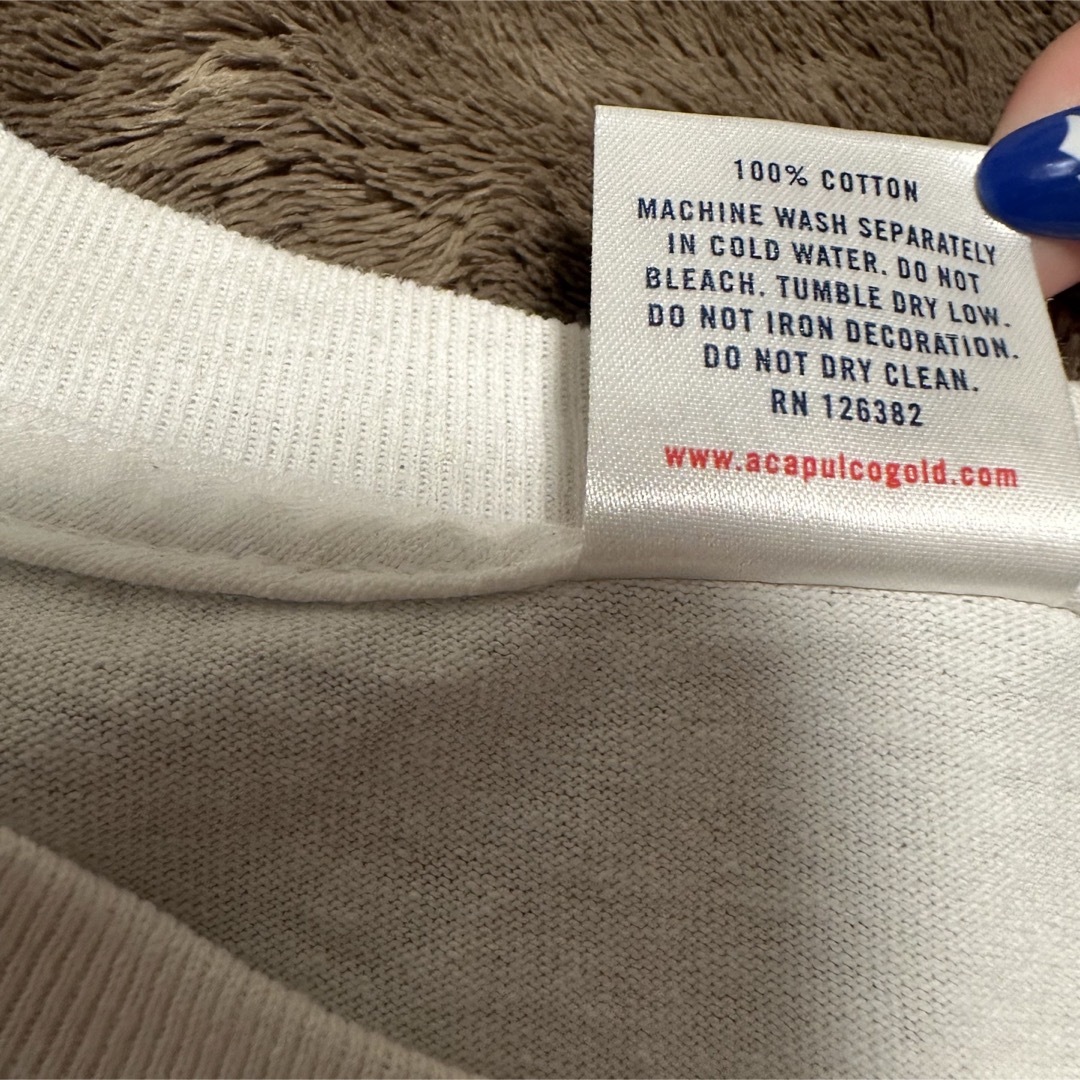 100% COTTON
MACHINE WASH SEPARATELY
IN COLD WATER. DO NOT
BLEACH. TUMBLE DRY LOW.
DO NOT IRON DECORATION.
DO NOT DRY CLEAN.
RN 126382
www.acapulcogold.com